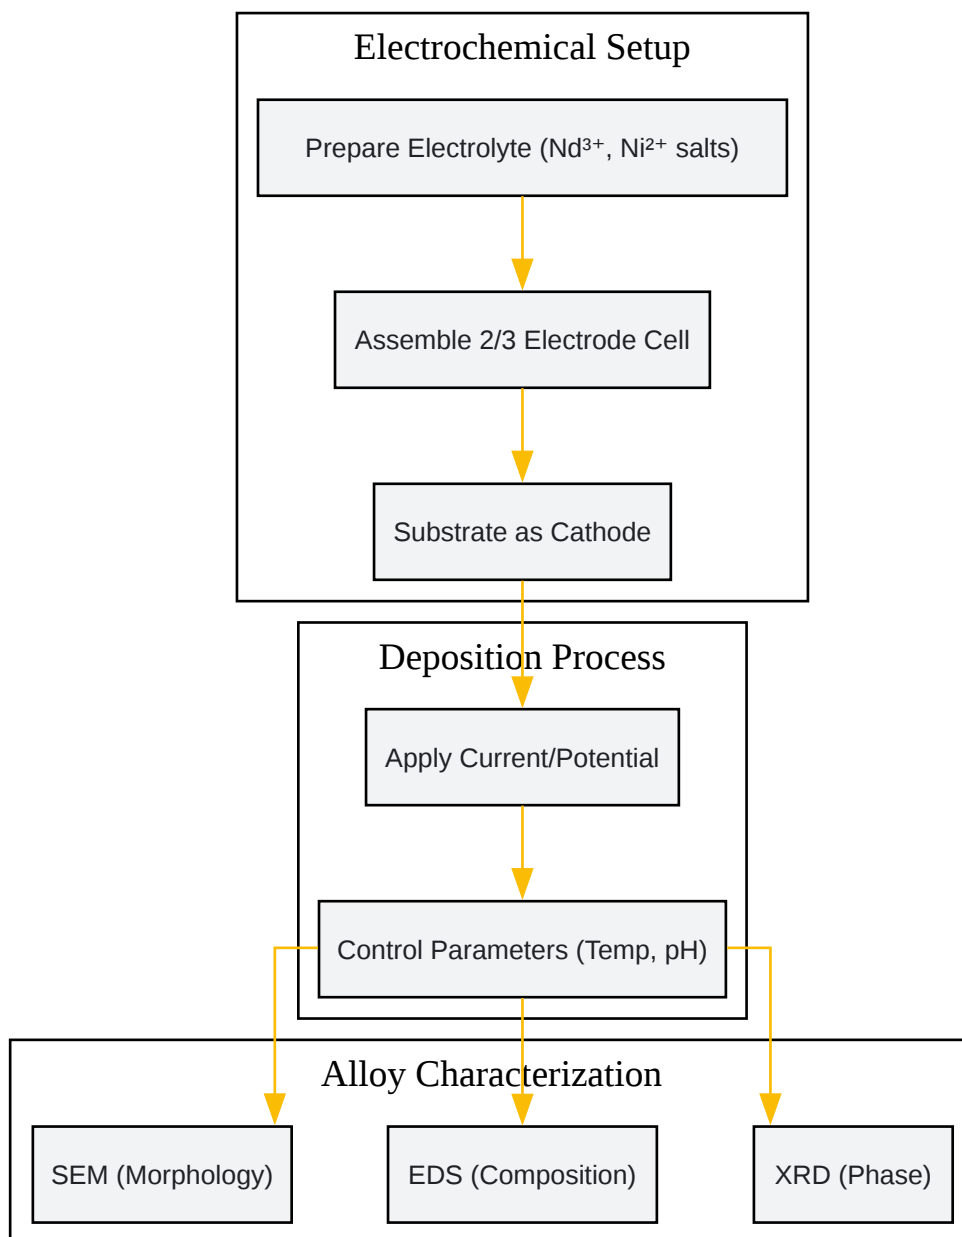 Electrochemical Setup
Prepare Electrolyte (Nd³⁺, Ni²⁺ salts)
Assemble 2/3 Electrode Cell
Substrate as Cathode
Deposition Process
Apply Current/Potential
Control Parameters (Temp, pH)
Alloy Characterization
SEM (Morphology)
EDS (Composition)
XRD (Phase)